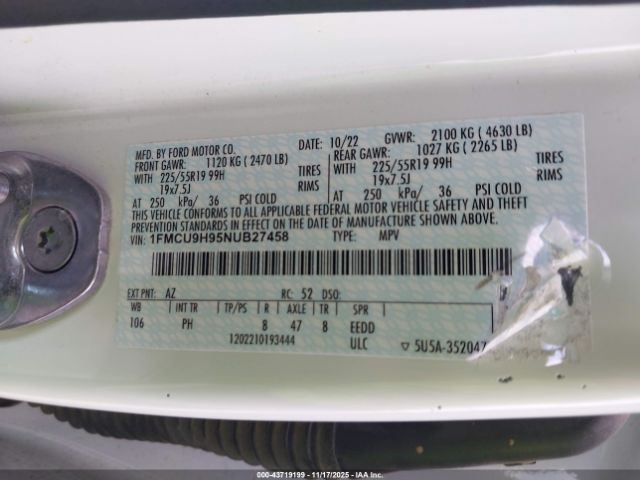 MFD. BY FORD MOTOR CO. DATE: 10/22 GVWR: 2100 KG ( 4630 LB)
FRONT GAWR: 1120 KG ( 2470 LB) REAR GAWR: 1027 KG ( 2265 LB)
WITH 225/55R19 99H TIRES WITH 225/55R19 99H TIRES
19x7.5J RIMS 19x7.5J RIMS
AT 250 kPa/ 36 PSI COLD AT 250 kPa/ 36 PSI COLD
THIS VEHICLE CONFORMS TO ALL APPLICABLE FEDERAL MOTOR VEHICLE SAFETY AND THEFT
PREVENTION STANDARDS IN EFFECT ON THE DATE OF MANUFACTURE SHOWN ABOVE.
VIN: 1FMCU9H95NUB27458 TYPE: MPV
EXT PNT: AZ RC: 52 DSO:
WB INT TR TP/PS R AXLE TR SPR
106 PH 8 47 8 EEDD
1202210193444 ULC ▽ 5U5A-352047
000-43719199 - 11/17/2025 - IAA Inc.